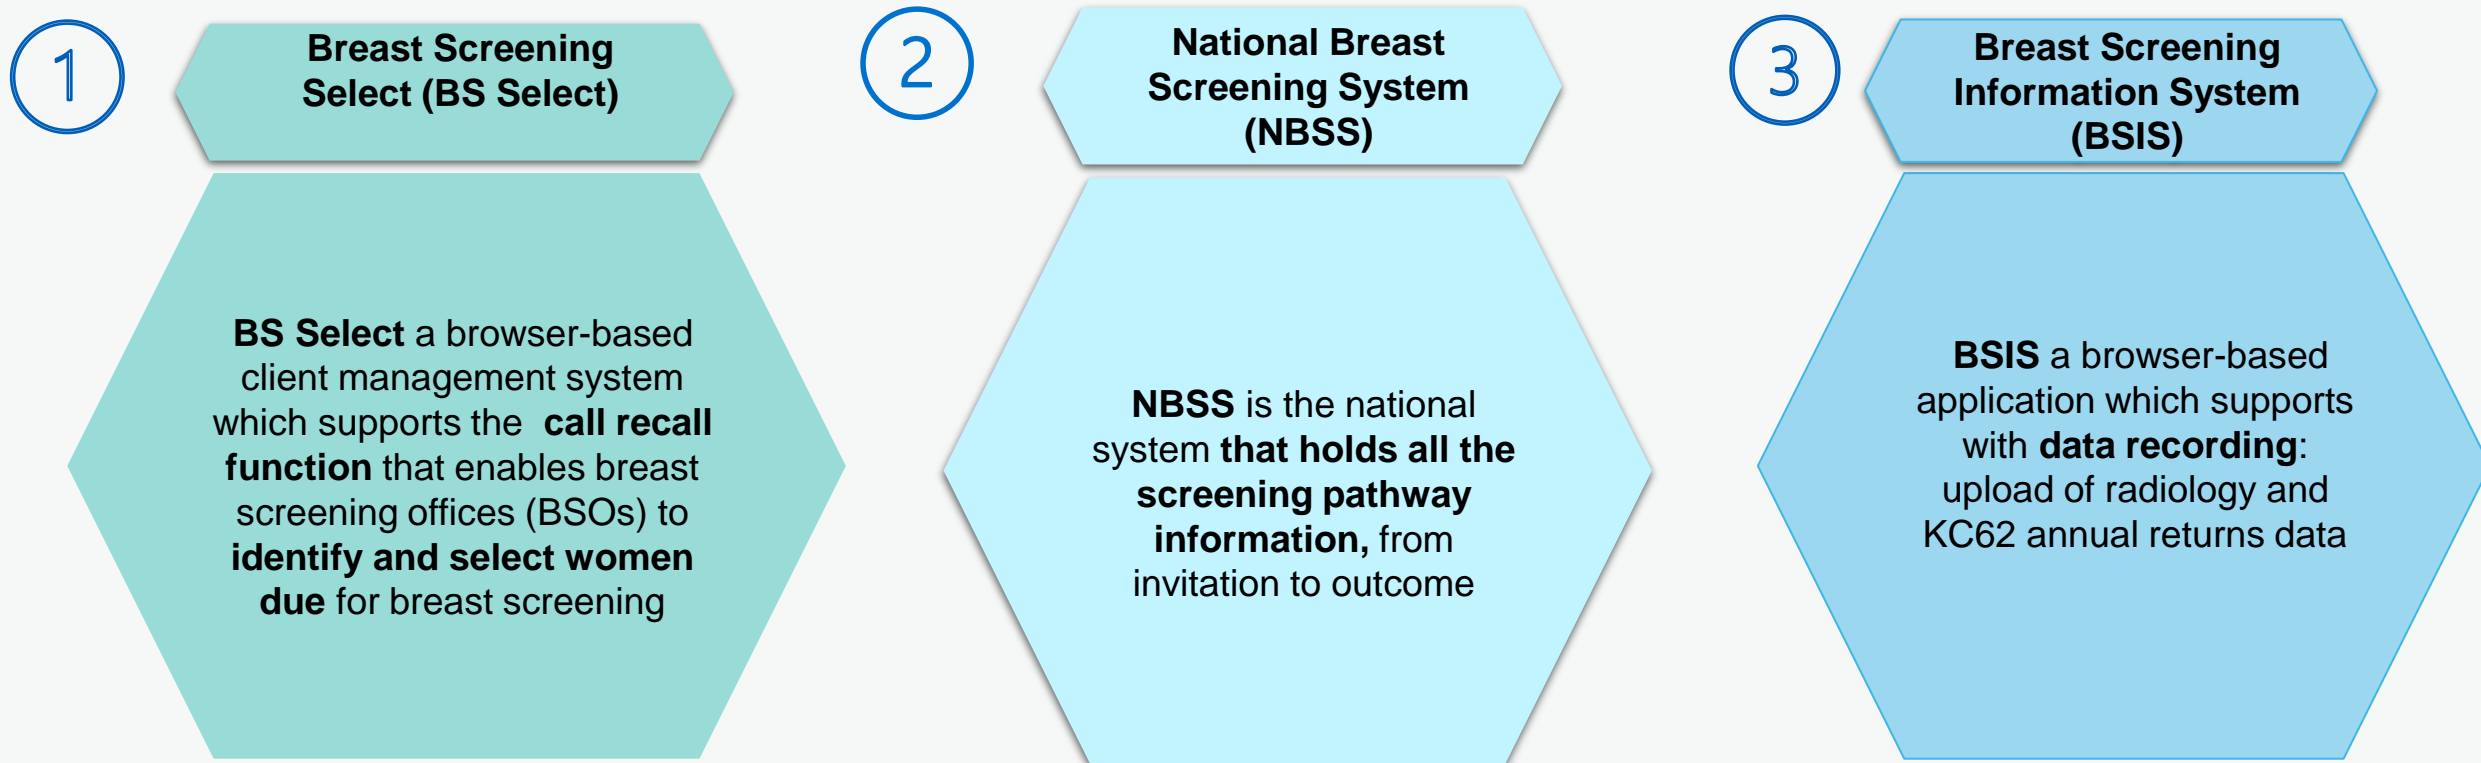 1
Breast Screening
Select (BS Select)
BS Select a browser-based
client management system
which supports the call recall
function that enables breast
screening offices (BSOs) to
identify and select women
due for breast screening
2
National Breast
Screening System
(NBSS)
NBSS is the national
system that holds all the
screening pathway
information, from
invitation to outcome
3
Breast Screening
Information System
(BSIS)
BSIS a browser-based
application which supports
with data recording:
upload of radiology and
KC62 annual returns data